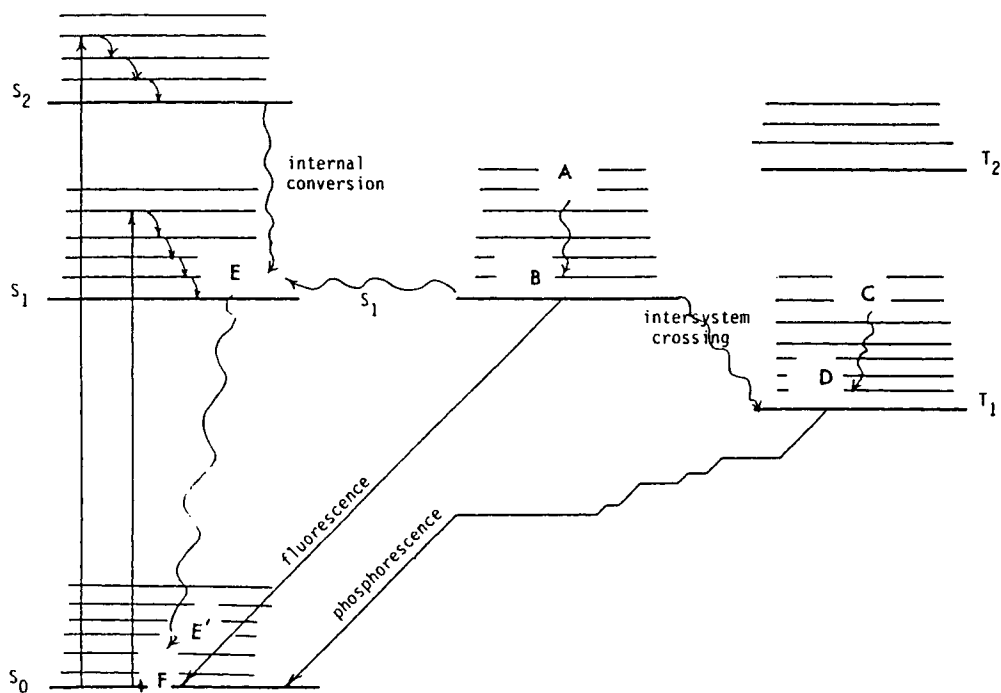 S2
internal
conversion
A
T2
E
B
S1
S1
intersystem
crossing
C
D
T1
fluorescence
phosphorescence
E'
F
S0